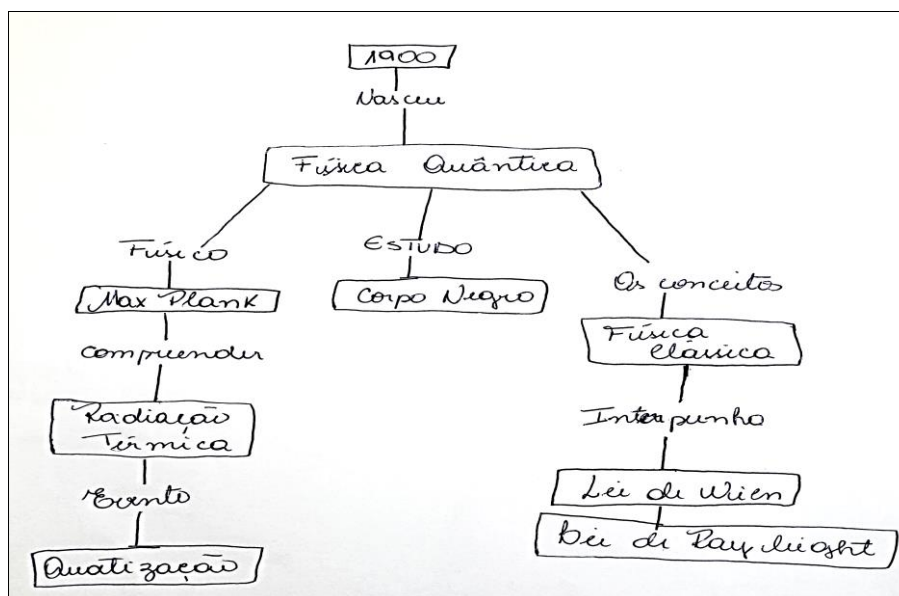 1900
Nasceu
Física Quântica
Físico
ESTUDO
Os conceitos
Max Plank
Corpo Negro
Física
Clássica
Compreender
Radiação
Térmica
Interpunha
Evento
Lei de Wien
Quatização
Lei de Ray